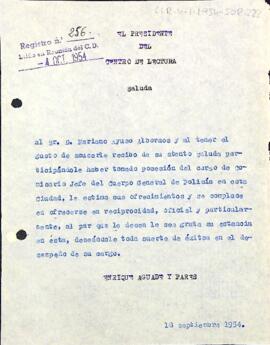 Registro n.º 256
Leído en Reunión del C.D.
- 4 OCT. 1954
EL PRESIDENTE
DEL
CENTRO DE LECTURA
saluda
al Sr. D. Mariano Ayuso Albornos y al tener el
gusto de acusarle recibo de su atento saluda par-
ticipándole haber tomado posesión del cargo de Co-
misario Jefe del Cuerpo General de Policía en esta
Ciudad, le estima sus ofrecimientos y se complace
en ofrecerse en reciprocidad, oficial y particular-
mente, al par que le desea le sea grata su estancia
en ésta, deseándole toda suerte de éxitos en el de-
sempeño de su cargo.
ENRIQUE AGUADE Y PARES
16 septiembre 1954.